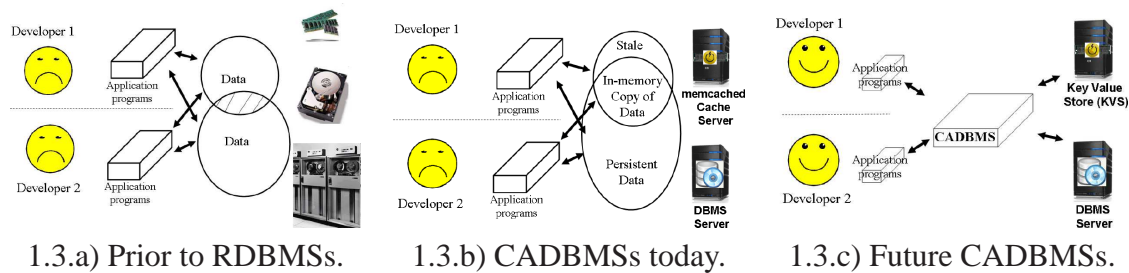 Developer 1
Application
programs
Data
Data
Developer 2
Application
programs
1.3.a) Prior to RDBMSs.
Developer 1
Application
programs
Stale
In-memory
Copy of
Data
Persistent
Data
memcached
Cache
Server
Developer 2
Application
programs
DBMS
Server
1.3.b) CADBMSs today.
Developer 1
Application
programs
CADBMS
Key Value
Store (KVS)
Application
programs
Developer 2
DBMS
Server
1.3.c) Future CADBMSs.